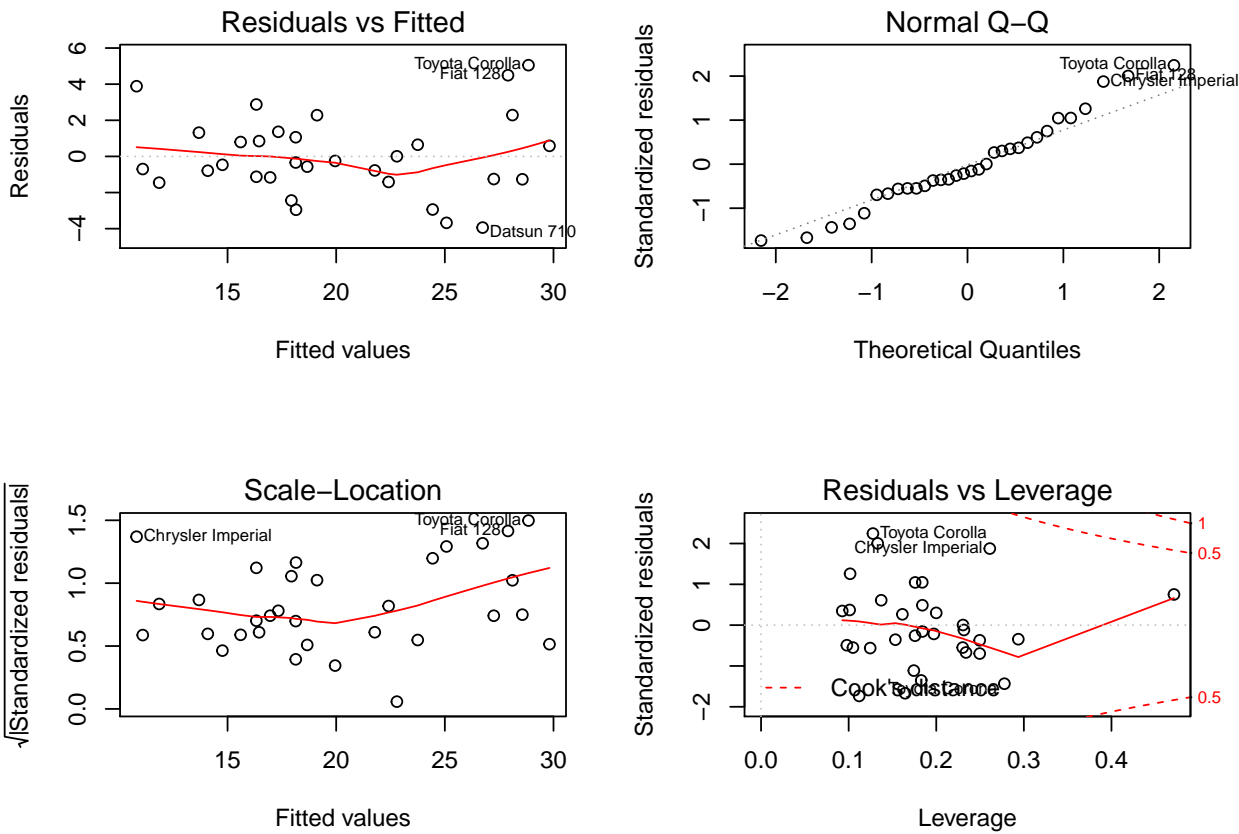 Residuals vs Fitted
Residuals
6
4
2
0
−4
Toyota Corolla
Fiat 128
Datsun 710
15 20 25 30
Fitted values
Normal Q−Q
Standardized residuals
2
1
0
−1
Toyota Corolla
Fiat 128
Chrysler Imperial
−2 −1 0 1 2
Theoretical Quantiles
Scale−Location
√|Standardized residuals|
1.5
1.0
0.5
0.0
Toyota Corolla
Fiat 128
Chrysler Imperial
15 20 25 30
Fitted values
Residuals vs Leverage
Standardized residuals
2
1
0
−2
Toyota Corolla
Chrysler Imperial
1
0.5
Cook's distance
Toyota Corona
0.5
0.0 0.1 0.2 0.3 0.4
Leverage